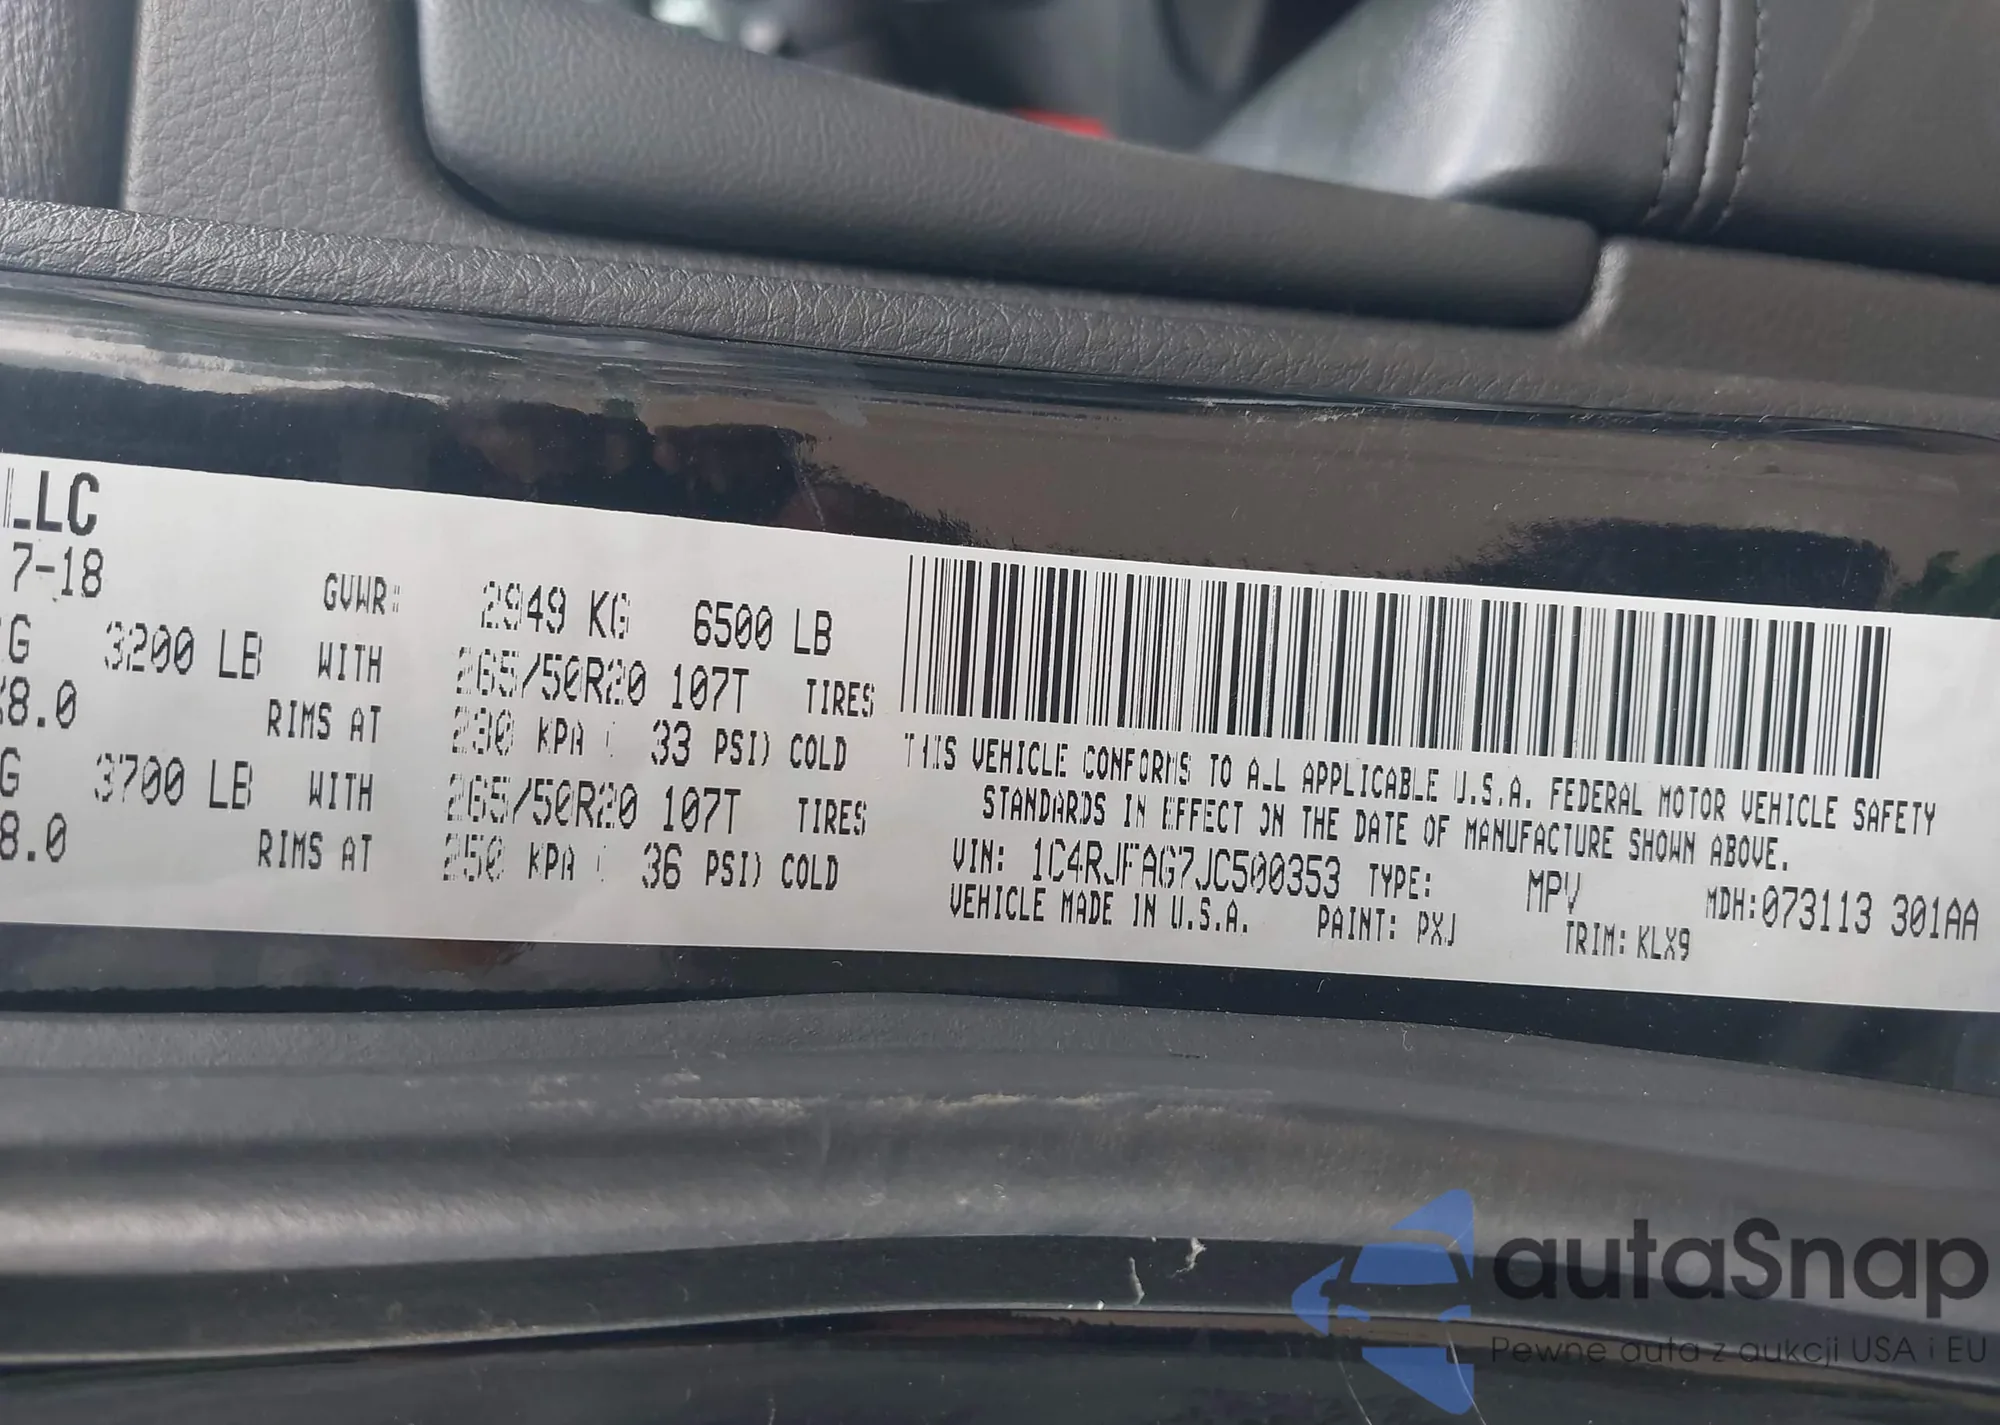 LLC
7-18 GVWR: 2949 KG 6500 LB
G 3200 LB WITH 265/50R20 107T TIRES
X8.0 RIMS AT 230 KPA ( 33 PSI) COLD
G 3700 LB WITH 265/50R20 107T TIRES
8.0 RIMS AT 250 KPA ( 36 PSI) COLD
THIS VEHICLE CONFORMS TO ALL APPLICABLE U.S.A. FEDERAL MOTOR VEHICLE SAFETY
STANDARDS IN EFFECT ON THE DATE OF MANUFACTURE SHOWN ABOVE.
VIN: 1C4RJFAG7JC500353 TYPE: MPV MDH:073113 301AA
VEHICLE MADE IN U.S.A. PAINT: PXJ TRIM: KLX9
autaSnap
Pewne auta z aukcji USA i EU